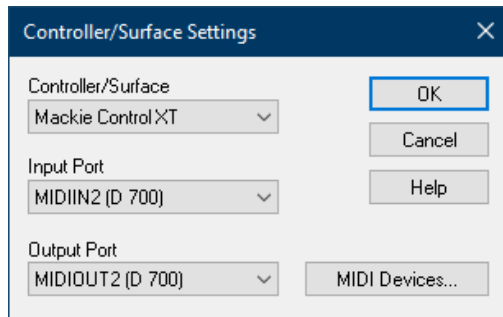 Controller/Surface Settings
Controller/Surface
Mackie Control XT
OK
Cancel
Input Port
MIDIIN2 (D 700)
Help
Output Port
MIDIOUT2 (D 700)
MIDI Devices...